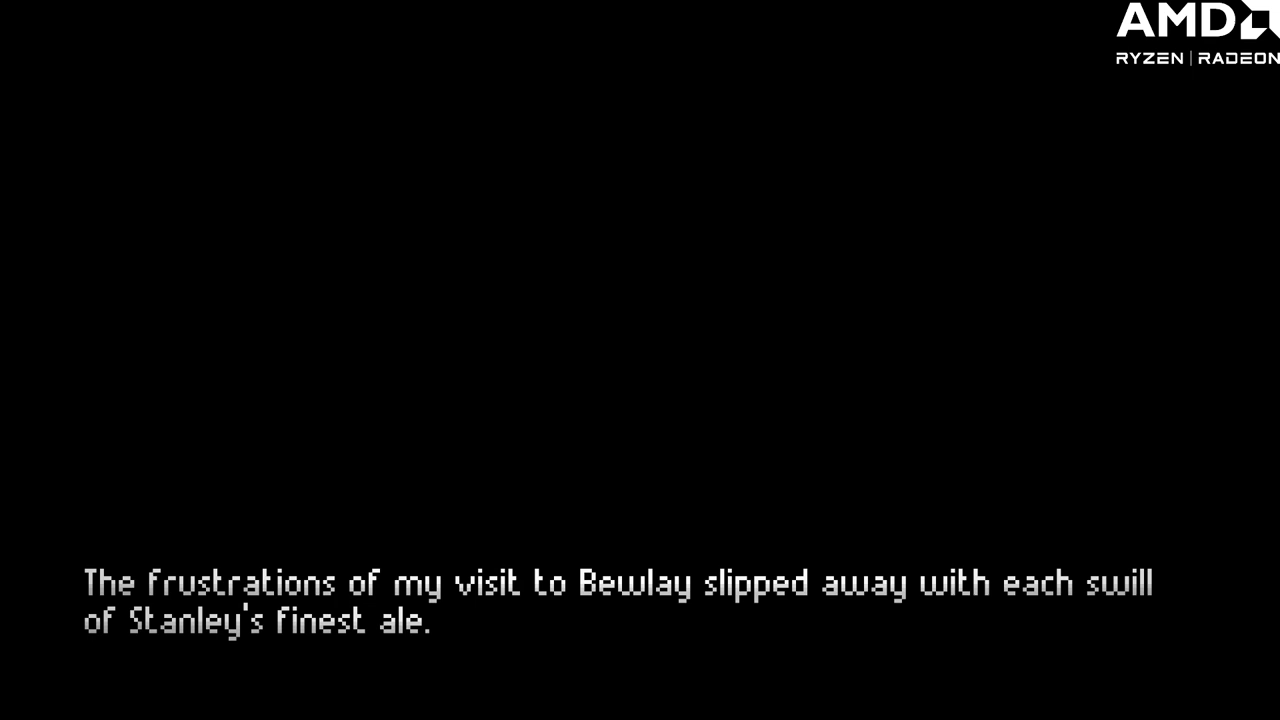 AMD
RYZEN | RADEON
The frustrations of my visit to Bewlay slipped away with each swill
of Stanley's finest ale.